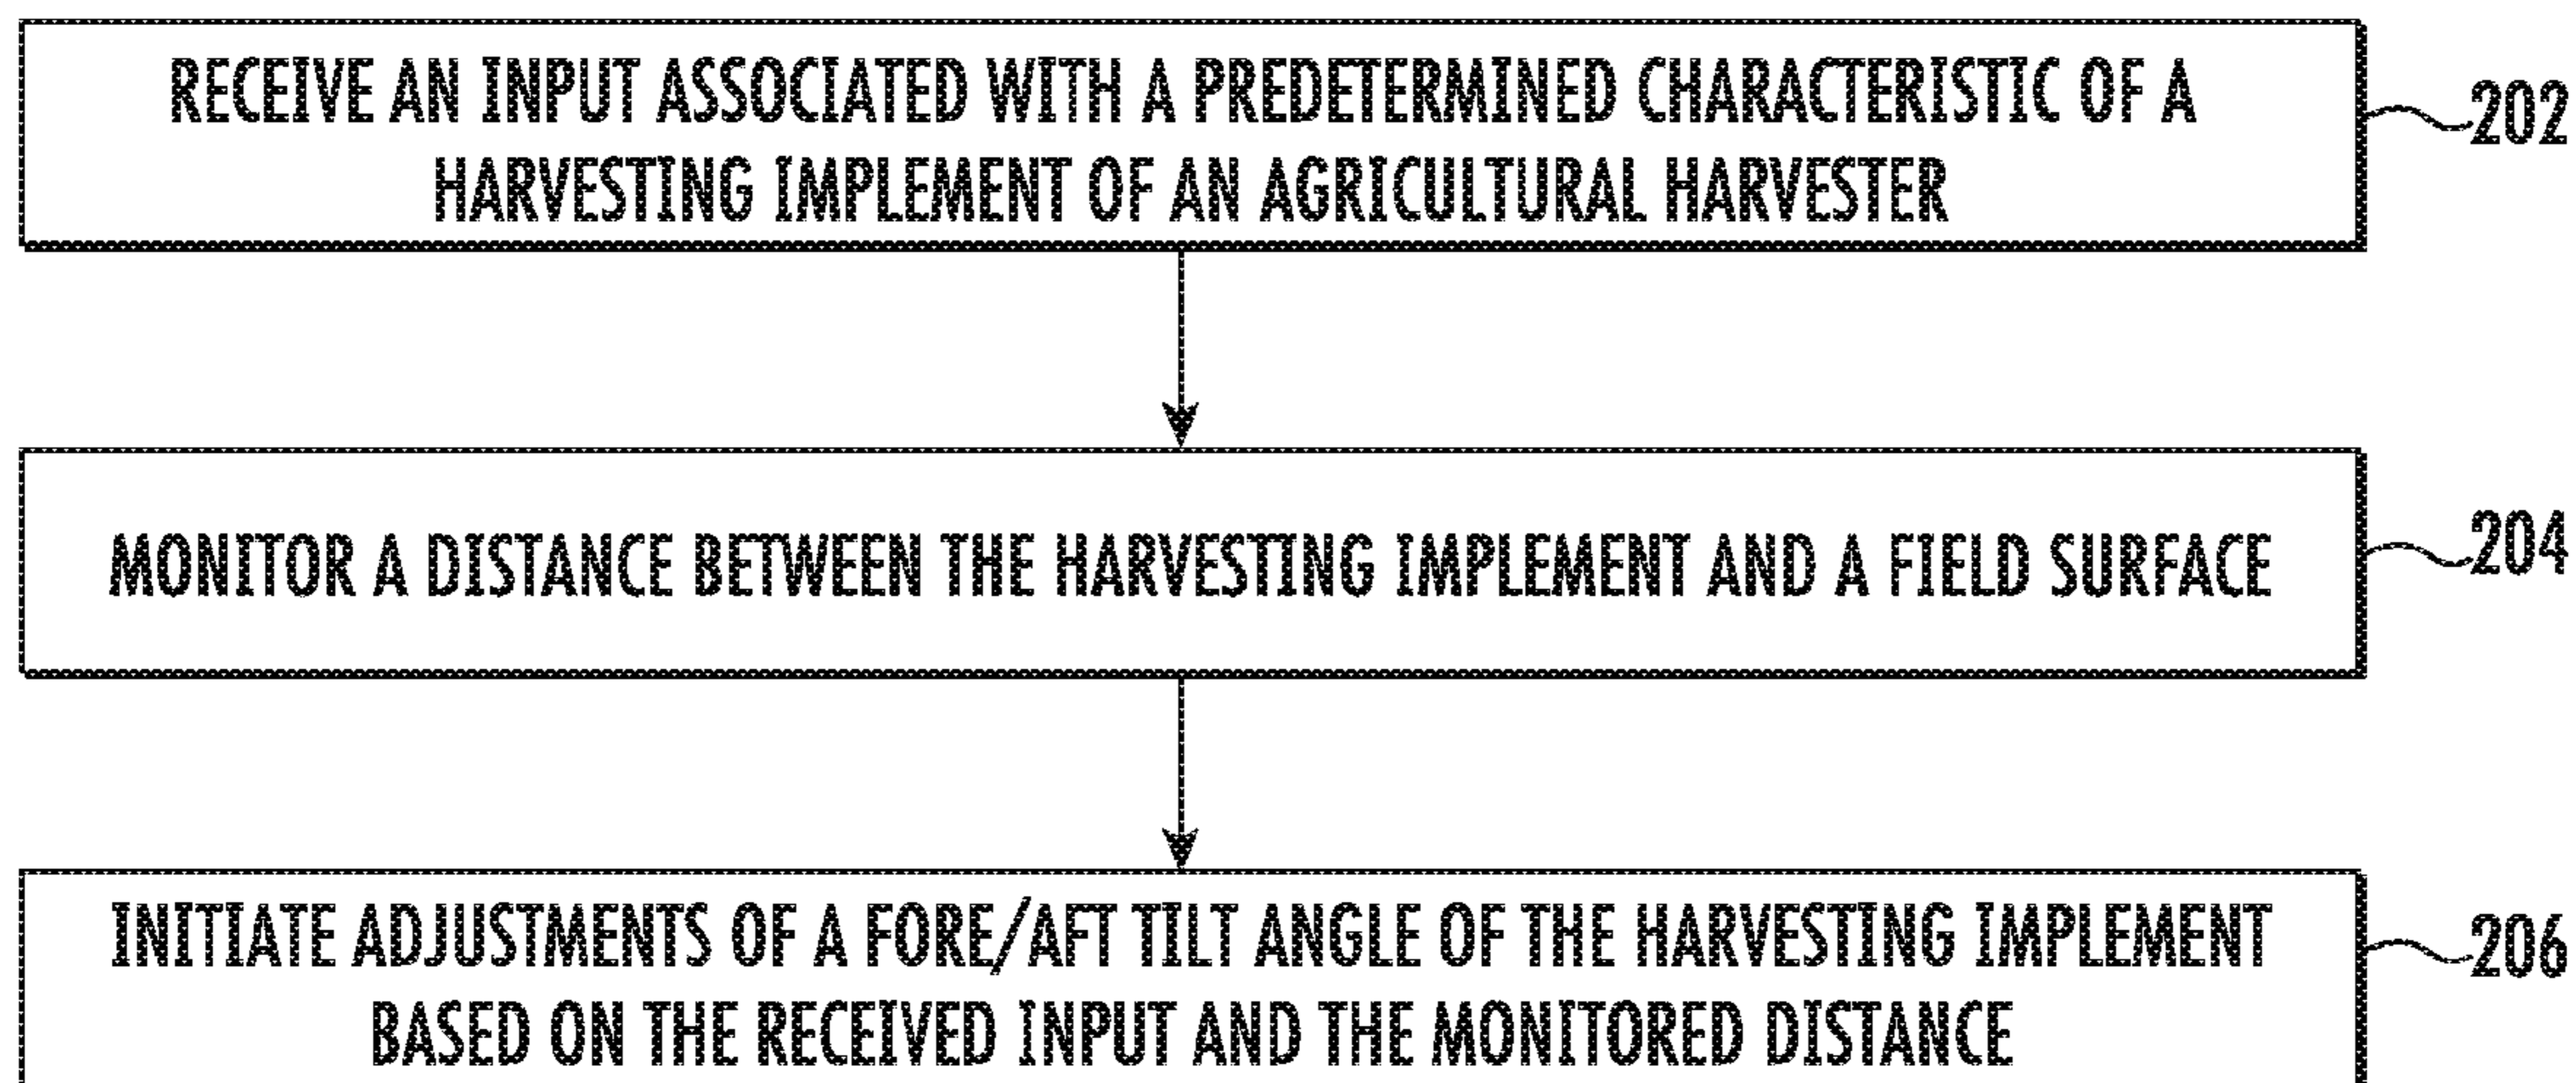 RECEIVE AN INPUT ASSOCIATED WITH A PREDETERMINED CHARACTERISTIC OF A
HARVESTING IMPLEMENT OF AN AGRICULTURAL HARVESTER
202
MONITOR A DISTANCE BETWEEN THE HARVESTING IMPLEMENT AND A FIELD SURFACE
204
INITIATE ADJUSTMENTS OF A FORE/AFT TILT ANGLE OF THE HARVESTING IMPLEMENT
BASED ON THE RECEIVED INPUT AND THE MONITORED DISTANCE
206